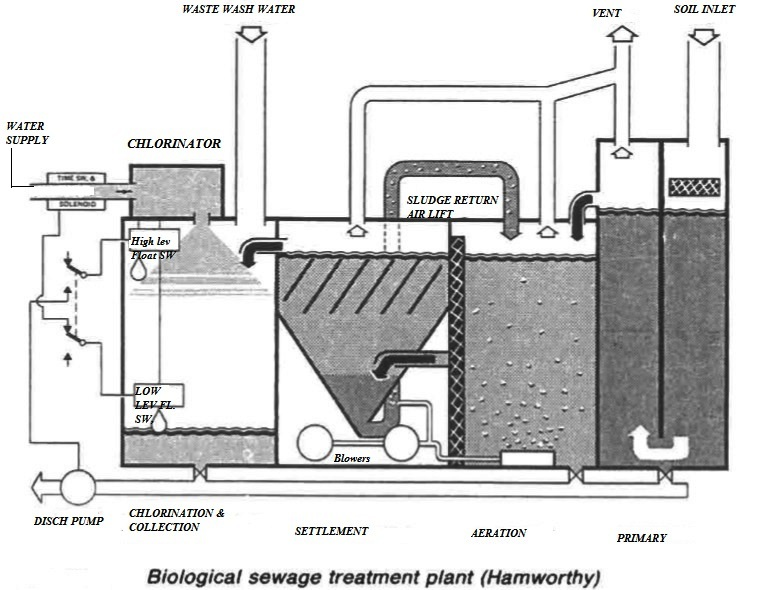 WASTE WASH WATER
VENT
SOIL INLET
WATER
SUPPLY
CHLORINATOR
TIME SW. &
SOLENOID
SLUDGE RETURN
AIR LIFT
High lev
Float SW
LOW
LEV FL.
SW.
Blowers
DISCH PUMP
CHLORINATION &
COLLECTION
SETTLEMENT
AERATION
PRIMARY
Biological sewage treatment plant (Hamworthy)